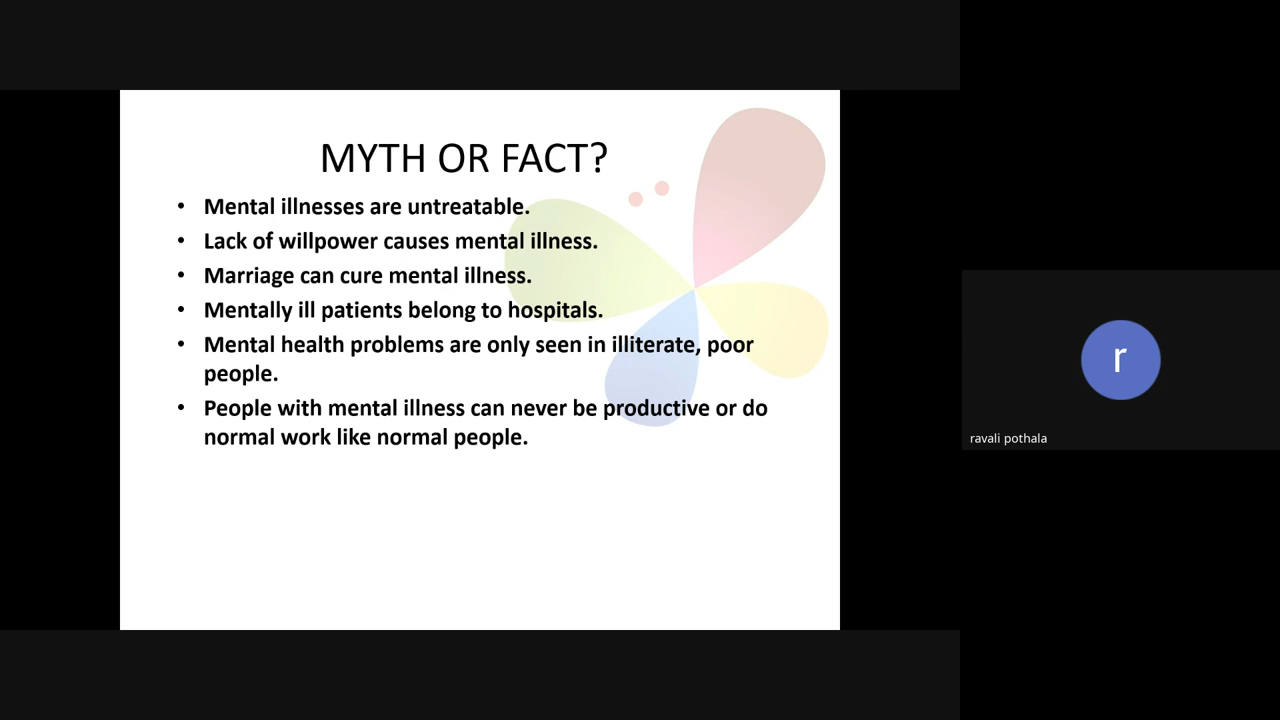 MYTH OR FACT?
• Mental illnesses are untreatable.
• Lack of willpower causes mental illness.
• Marriage can cure mental illness.
• Mentally ill patients belong to hospitals.
• Mental health problems are only seen in illiterate, poor
people.
• People with mental illness can never be productive or do
normal work like normal people.
r
ravali pothala